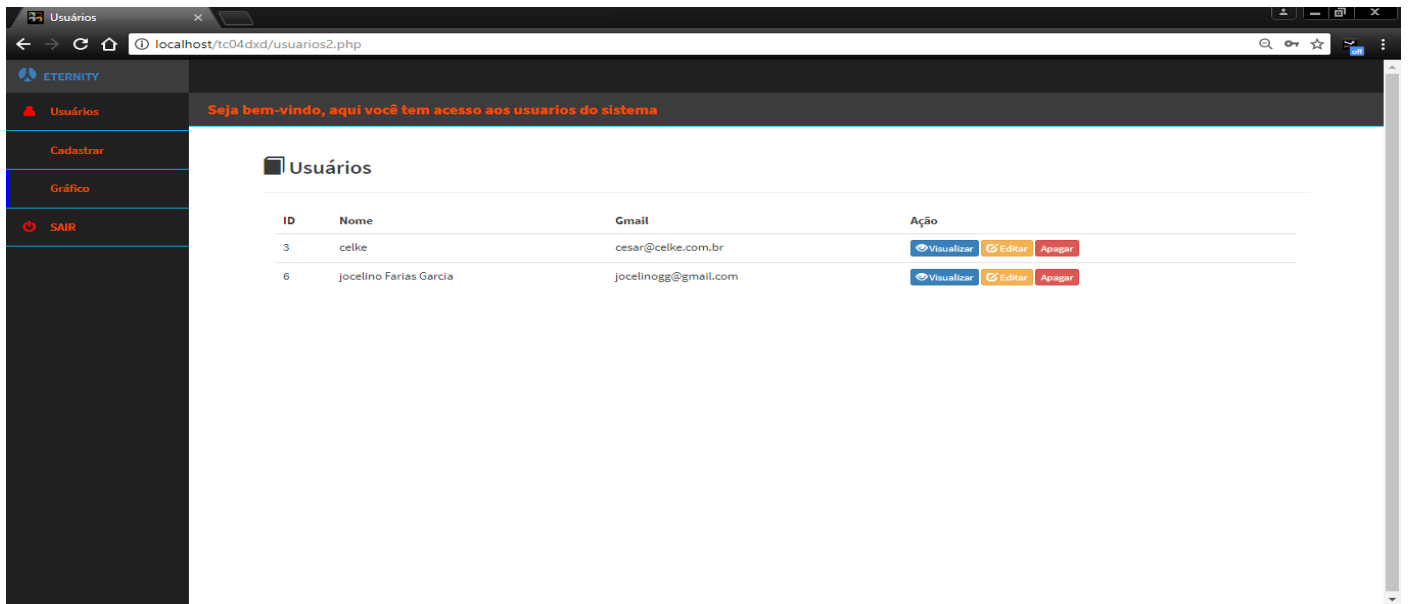 Usuários
localhost/tc04dxd/usuarios2.php
off
ETERNITY
Usuários
Seja bem-vindo, aqui você tem acesso aos usuarios do sistema
Cadastrar
Gráfico
SAIR
Usuários
ID Nome Gmail Ação
3 celke cesar@celke.com.br Visualizar Editar Apagar
6 jocelino Farias Garcia jocelinogg@gmail.com Visualizar Editar Apagar